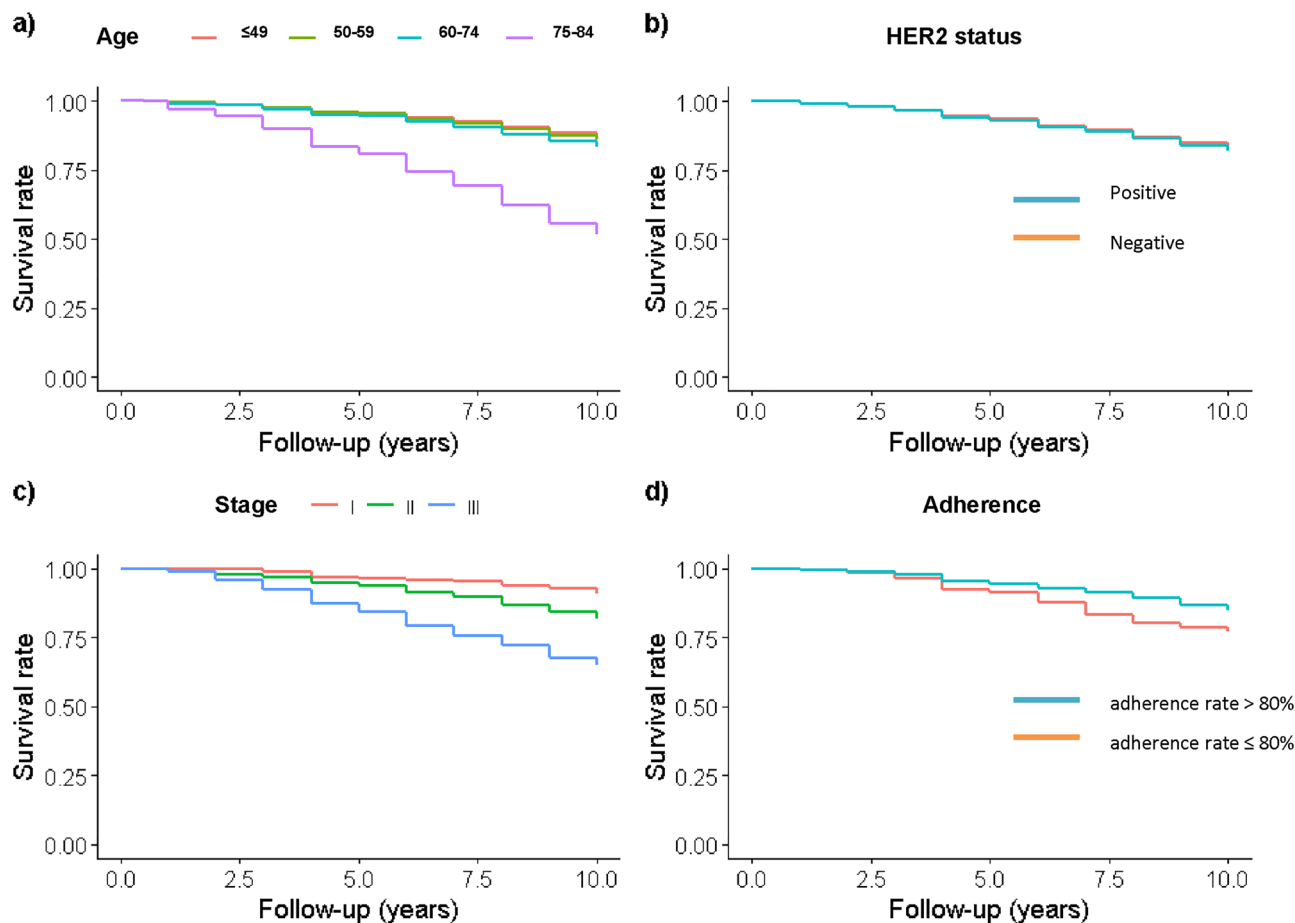 a)
Age ≤49 50-59 60-74 75-84
1.00
0.75
0.50
0.25
0.00
Survival rate
0.0 2.5 5.0 7.5 10.0
Follow-up (years)
b)
HER2 status
1.00
0.75
0.50
0.25
0.00
Survival rate
Positive
Negative
0.0 2.5 5.0 7.5 10.0
Follow-up (years)
c)
Stage I II III
1.00
0.75
0.50
0.25
0.00
Survival rate
0.0 2.5 5.0 7.5 10.0
Follow-up (years)
d)
Adherence
1.00
0.75
0.50
0.25
0.00
Survival rate
adherence rate > 80%
adherence rate ≤ 80%
0.0 2.5 5.0 7.5 10.0
Follow-up (years)